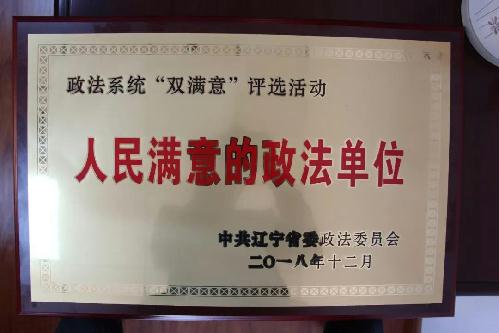 政法系统“双满意”评选活动
人民满意的政法单位
中共辽宁省委政法委员会
二〇一八年十二月